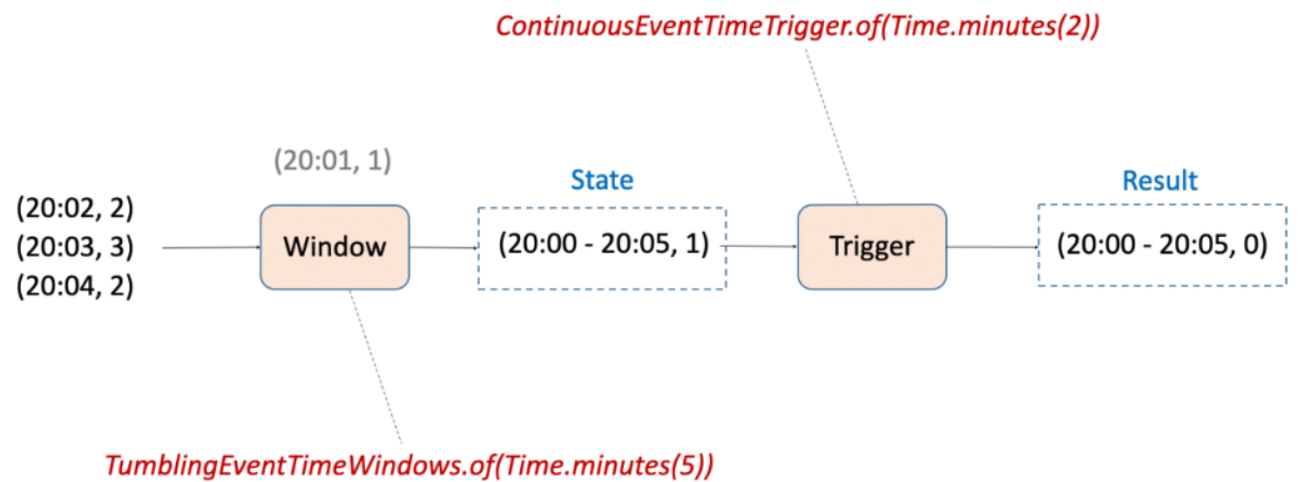 ContinuousEventTimeTrigger.of(Time.minutes(2))
(20:01, 1)
State
Result
(20:02, 2)
(20:03, 3)
(20:04, 2)
Window
(20:00 - 20:05, 1)
Trigger
(20:00 - 20:05, 0)
TumblingEventTimeWindows.of(Time.minutes(5))